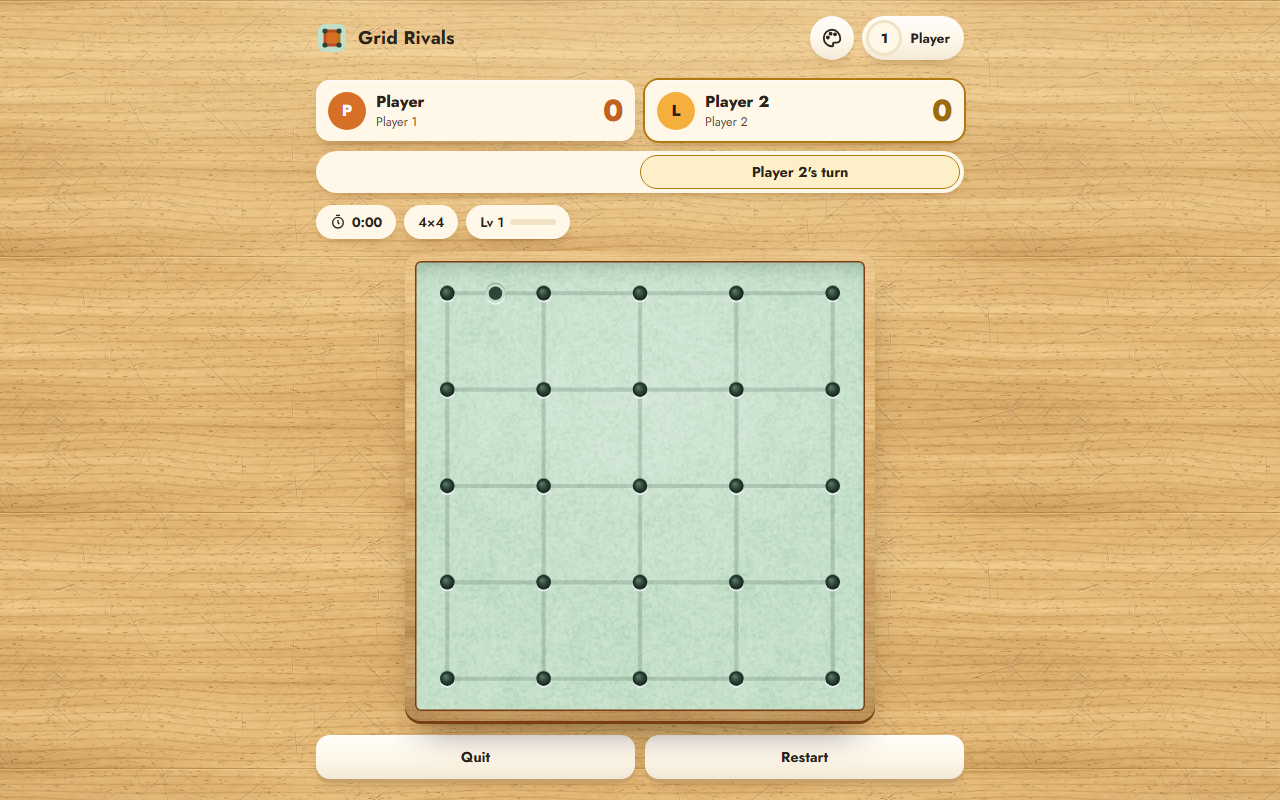 Grid Rivals
1 Player
P Player 0
Player 1
L Player 2 0
Player 2
Player 2's turn
0:00 4×4 Lv 1
Quit Restart